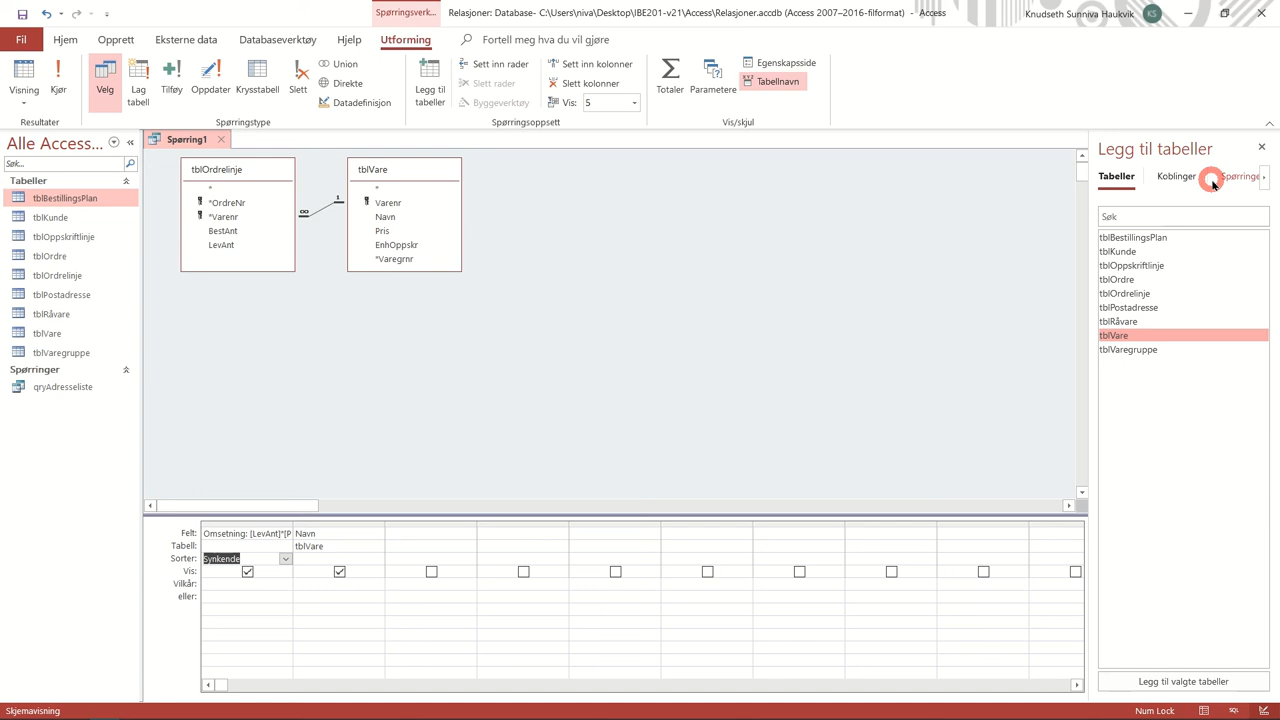 Spørringsverk...
Relasjoner: Database- C:\Users\niva\Desktop\IBE201-v21\Access\Relasjoner.accdb (Access 2007–2016-filformat) - Access
Knudseth Sunniva Haukvik
KS
Fil
Hjem
Opprett
Eksterne data
Databaseverktøy
Hjelp
Utforming
Fortell meg hva du vil gjøre
Visning
Kjør
Velg
Lag tabell
Tilføy
Oppdater
Krysstabell
Slett
Union
Direkte
Datadefinisjon
Legg til tabeller
Sett inn rader
Slett rader
Byggeverktøy
Sett inn kolonner
Slett kolonner
Vis: 5
Totaler
Parametere
Egenskapsside
Tabellnavn
Resultater
Spørringstype
Spørringsoppsett
Vis/skjul
Alle Access...
Søk...
Tabeller
tblBestillingsPlan
tblKunde
tblOppskriftlinje
tblOrdre
tblOrdrelinje
tblPostadresse
tblRåvare
tblVare
tblVaregruppe
Spørringer
qryAdresseliste
Spørring1
tblOrdrelinje
*
*OrdreNr
*Varenr
BestAnt
LevAnt
∞
1
tblVare
*
Varenr
Navn
Pris
EnhOppskr
*Varegrnr
Felt: Omsetning: [LevAnt]*[P Navn
Tabell: tblVare
Sorter: Synkende
Vis:
Vilkår:
eller:
Legg til tabeller
Tabeller
Koblinger
Spørringe
Søk
tblBestillingsPlan
tblKunde
tblOppskriftlinje
tblOrdre
tblOrdrelinje
tblPostadresse
tblRåvare
tblVare
tblVaregruppe
Legg til valgte tabeller
Skjemavisning
Num Lock
SQL